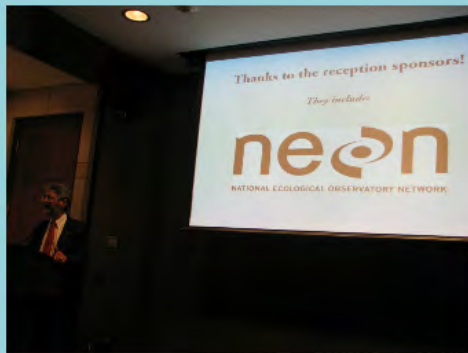 Thanks to the reception sponsors!
They include:
neon
NATIONAL ECOLOGICAL OBSERVATORY NETWORK